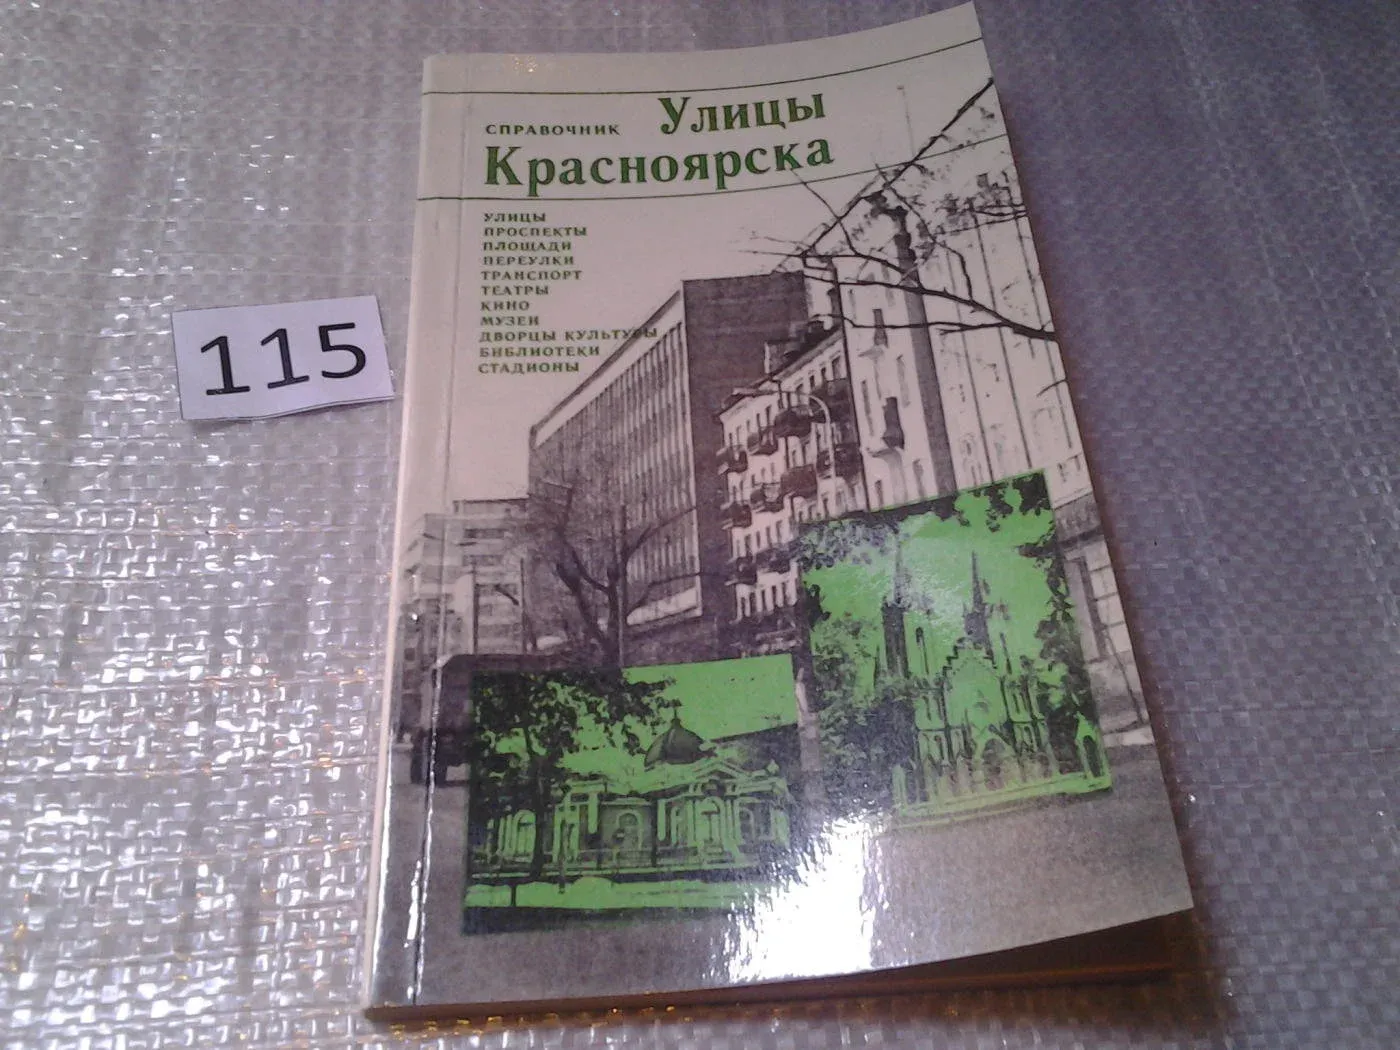 СПРАВОЧНИК Улицы
Красноярска
УЛИЦЫ
ПРОСПЕКТЫ
ПЛОЩАДИ
ПЕРЕУЛКИ
ТРАНСПОРТ
ТЕАТРЫ
КИНО
МУЗЕИ
ДВОРЦЫ КУЛЬТУРЫ
БИБЛИОТЕКИ
СТАДИОНЫ
115